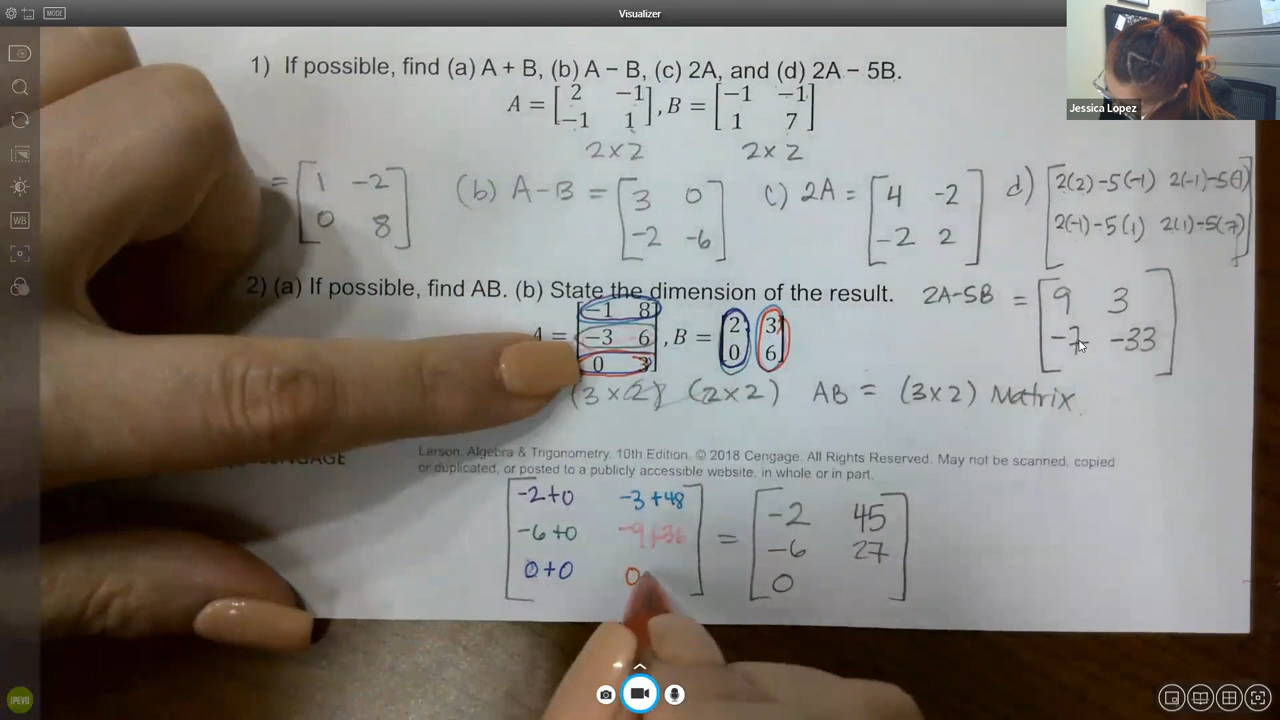 MODE
Visualizer
Jessica Lopez
WB
1) If possible, find (a) A + B, (b) A − B, (c) 2A, and (d) 2A − 5B.
A = [2 −1
−1 1], B = [−1 −1
1 7]
2×2 2×2
= [1 -2
0 8]
(b) A-B = [3 0
-2 -6]
c) 2A = [4 -2
-2 2]
d) [2(2)-5(-1) 2(-1)-5(-1)
2(-1)-5(1) 2(1)-5(7)]
2) (a) If possible, find AB. (b) State the dimension of the result.
2A-5B = [9 3
-7 -33]
A = [−1 8
−3 6
0 3], B = [2 3
0 6]
(3×2) (2×2) AB = (3×2) Matrix
CENGAGE
Larson, Algebra & Trigonometry, 10th Edition. © 2018 Cengage. All Rights Reserved. May not be scanned, copied
or duplicated, or posted to a publicly accessible website, in whole or in part.
[-2+0 -3+48
-6+0 -9+36
0+0 0] = [-2 45
-6 27
0]
IPEVO